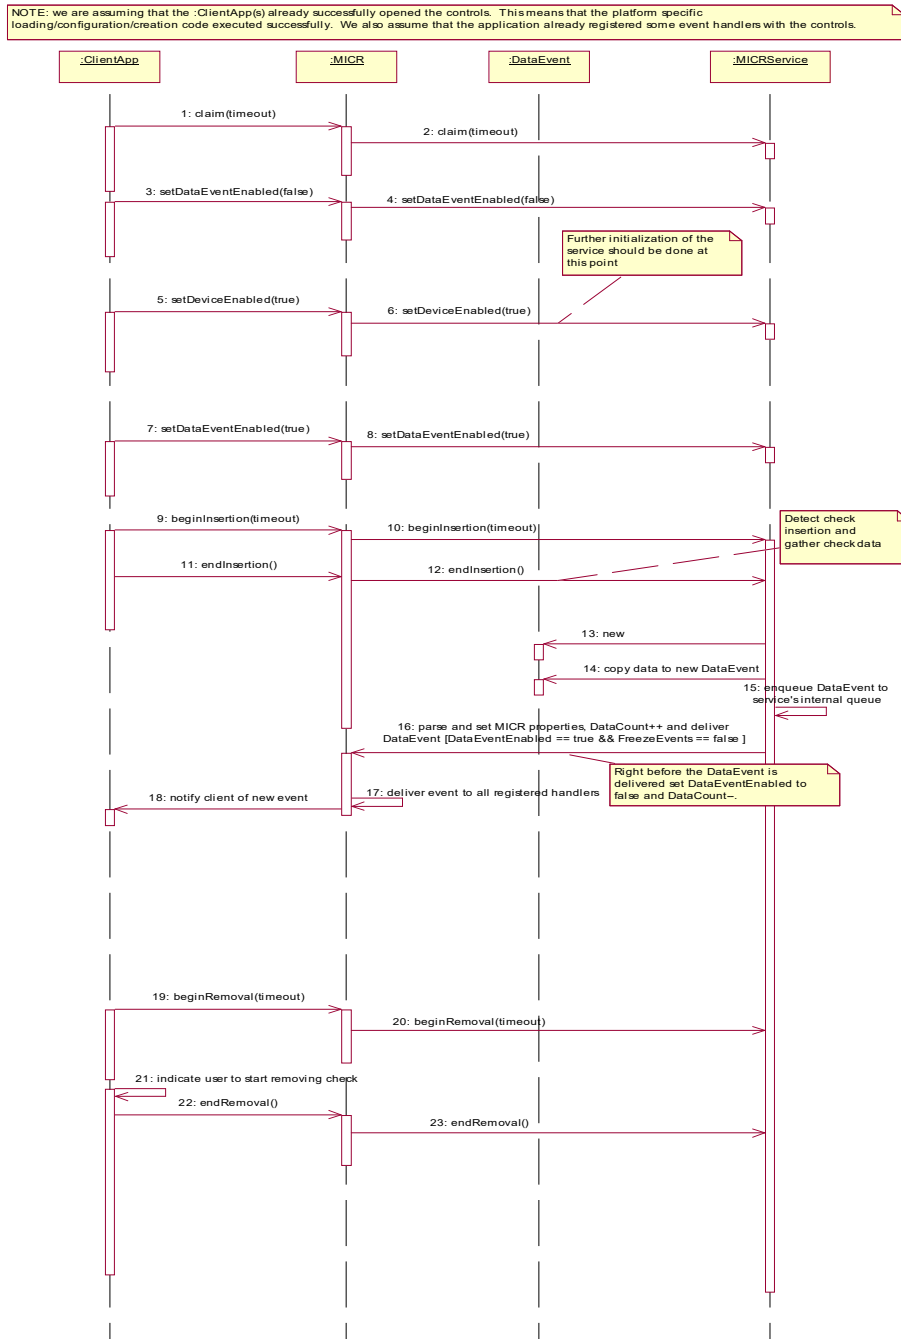 NOTE: we are assuming that the :ClientApp(s) already successfully opened the controls. This means that the platform specific
loading/configuration/creation code executed successfully. We also assume that the application already registered some event handlers with the controls.
:ClientApp
:MICR
:DataEvent
:MICRService
1: claim(timeout)
2: claim(timeout)
3: setDataEventEnabled(false)
4: setDataEventEnabled(false)
Further initialization of the
service should be done at
this point
5: setDeviceEnabled(true)
6: setDeviceEnabled(true)
7: setDataEventEnabled(true)
8: setDataEventEnabled(true)
9: beginInsertion(timeout)
10: beginInsertion(timeout)
Detect check
insertion and
gather check data
11: endInsertion()
12: endInsertion()
13: new
14: copy data to new DataEvent
15: enqueue DataEvent to
service's internal queue
16: parse and set MICR properties, DataCount++ and deliver
DataEvent [DataEventEnabled == true && FreezeEvents == false ]
Right before the DataEvent is
delivered set DataEventEnabled to
false and DataCount--.
17: deliver event to all registered handlers
18: notify client of new event
19: beginRemoval(timeout)
20: beginRemoval(timeout)
21: indicate user to start removing check
22: endRemoval()
23: endRemoval()